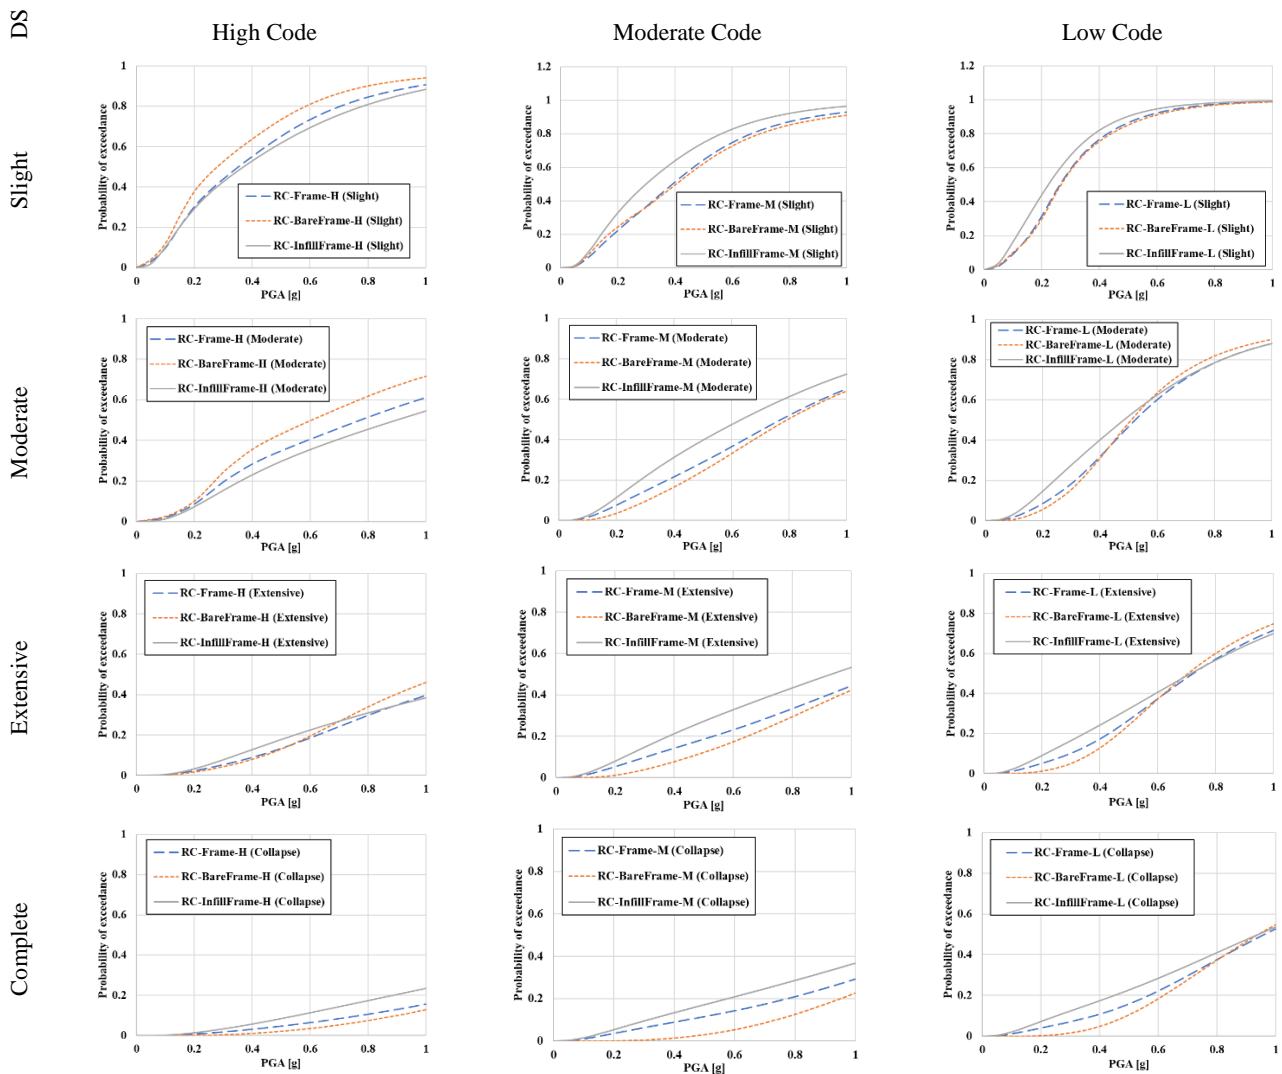 DS
High Code
Moderate Code
Low Code
Slight
Probability of exceedance
1
0.8
0.6
0.4
0.2
0
RC-Frame-H (Slight)
RC-BareFrame-H (Slight)
RC-InfillFrame-H (Slight)
0 0.2 0.4 0.6 0.8 1
PGA [g]
Probability of exceedance
1.2
1
0.8
0.6
0.4
0.2
0
RC-Frame-M (Slight)
RC-BareFrame-M (Slight)
RC-InfillFrame-M (Slight)
0 0.2 0.4 0.6 0.8 1
PGA [g]
Probability of exceedance
1.2
1
0.8
0.6
0.4
0.2
0
RC-Frame-L (Slight)
RC-BareFrame-L (Slight)
RC-InfillFrame-L (Slight)
0 0.2 0.4 0.6 0.8 1
PGA [g]
Moderate
Probability of exceedance
1
0.8
0.6
0.4
0.2
0
RC-Frame-H (Moderate)
RC-BareFrame-H (Moderate)
RC-InfillFrame-H (Moderate)
0 0.2 0.4 0.6 0.8 1
PGA [g]
Probability of exceedance
1
0.8
0.6
0.4
0.2
0
RC-Frame-M (Moderate)
RC-BareFrame-M (Moderate)
RC-InfillFrame-M (Moderate)
0 0.2 0.4 0.6 0.8 1
PGA [g]
Probability of exceedance
1
0.8
0.6
0.4
0.2
0
RC-Frame-L (Moderate)
RC-BareFrame-L (Moderate)
RC-InfillFrame-L (Moderate)
0 0.2 0.4 0.6 0.8 1
PGA [g]
Extensive
Probability of exceedance
1
0.8
0.6
0.4
0.2
0
RC-Frame-H (Extensive)
RC-BareFrame-H (Extensive)
RC-InfillFrame-H (Extensive)
0 0.2 0.4 0.6 0.8 1
PGA [g]
Probability of exceedance
1
0.8
0.6
0.4
0.2
0
RC-Frame-M (Extensive)
RC-BareFrame-M (Extensive)
RC-InfillFrame-M (Extensive)
0 0.2 0.4 0.6 0.8 1
PGA [g]
Probability of exceedance
1
0.8
0.6
0.4
0.2
0
RC-Frame-L (Extensive)
RC-BareFrame-L (Extensive)
RC-InfillFrame-L (Extensive)
0 0.2 0.4 0.6 0.8 1
PGA [g]
Complete
Probability of exceedance
1
0.8
0.6
0.4
0.2
0
RC-Frame-H (Collapse)
RC-BareFrame-H (Collapse)
RC-InfillFrame-H (Collapse)
0 0.2 0.4 0.6 0.8 1
PGA [g]
Probability of exceedance
1
0.8
0.6
0.4
0.2
0
RC-Frame-M (Collapse)
RC-BareFrame-M (Collapse)
RC-InfillFrame-M (Collapse)
0 0.2 0.4 0.6 0.8 1
PGA [g]
Probability of exceedance
1
0.8
0.6
0.4
0.2
0
RC-Frame-L (Collapse)
RC-BareFrame-L (Collapse)
RC-InfillFrame-L (Collapse)
0 0.2 0.4 0.6 0.8 1
PGA [g]